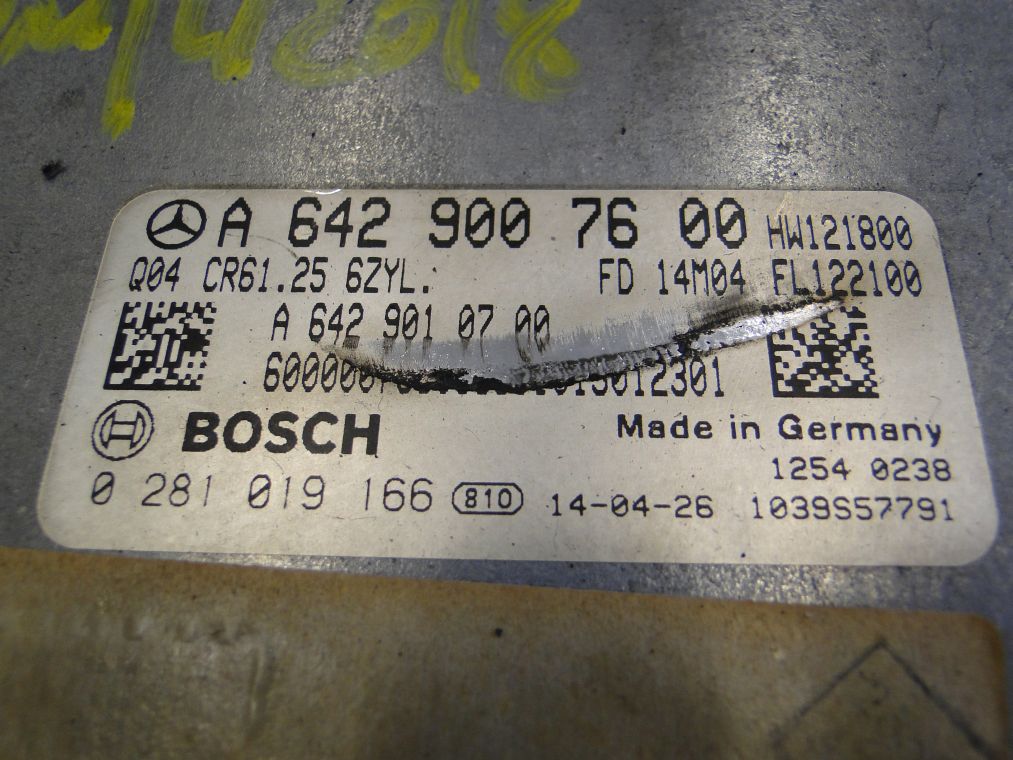 A 642 900 76 00 HW121800
Q04 CR61.25 6ZYL. FD 14M04 FL122100
A 642 901 07 00
BOSCH Made in Germany
1254 0238
0 281 019 166 810 14-04-26 1039S57791